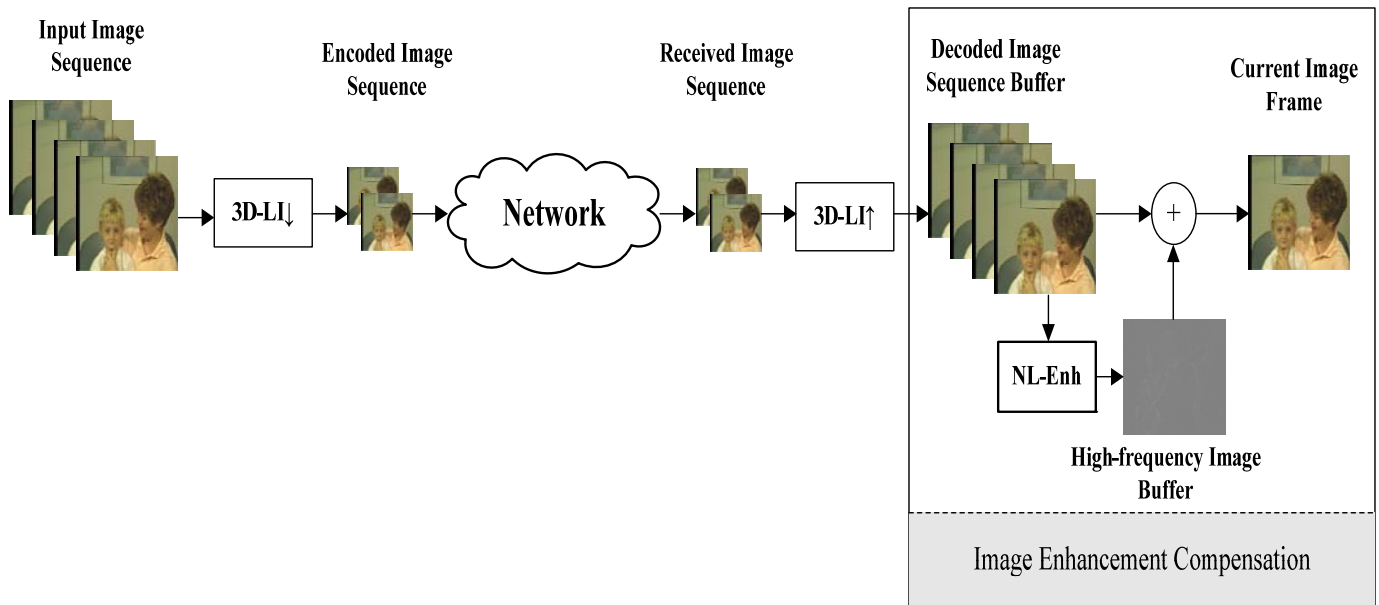 Input Image
Sequence
Encoded Image
Sequence
Received Image
Sequence
Decoded Image
Sequence Buffer
Current Image
Frame
3D-LI↓
Network
3D-LI↑
+
NL-Enh
High-frequency Image
Buffer
Image Enhancement Compensation